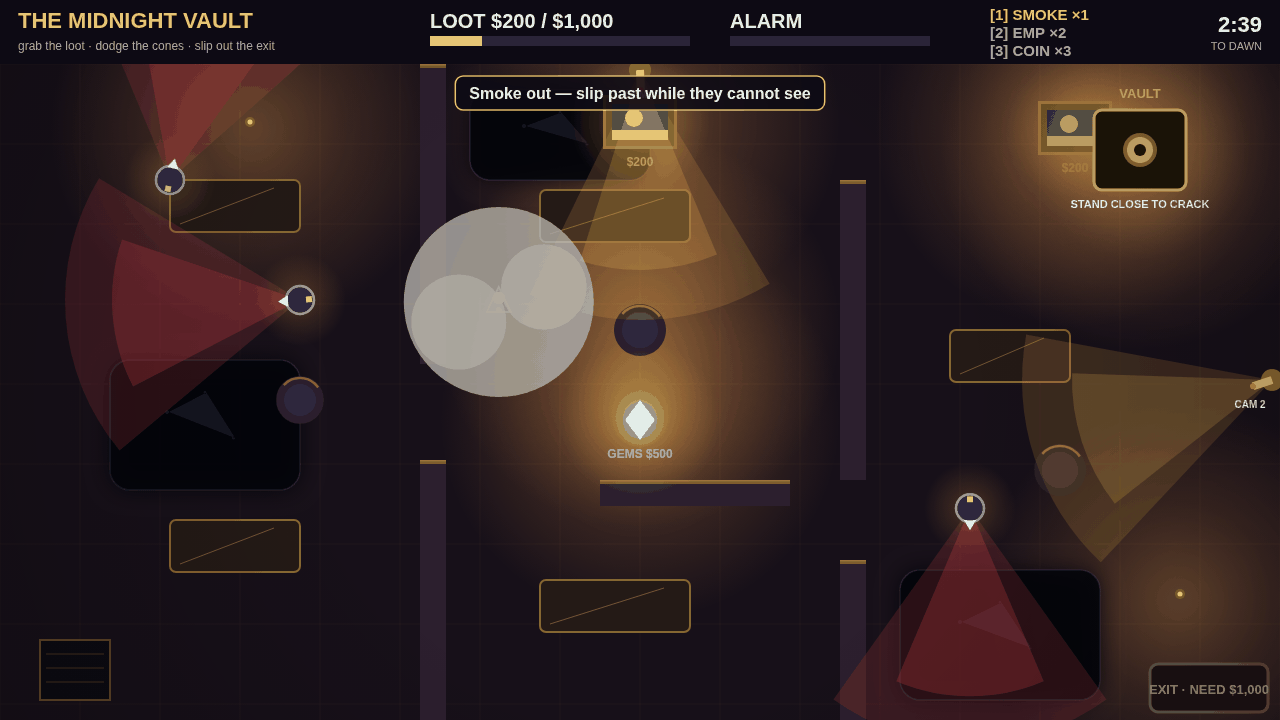 THE MIDNIGHT VAULT
grab the loot · dodge the cones · slip out the exit
LOOT $200 / $1,000
ALARM
[1] SMOKE ×1
[2] EMP ×2
[3] COIN ×3
2:39
TO DAWN
Smoke out — slip past while they cannot see
$200
VAULT
$200
STAND CLOSE TO CRACK
CAM 2
GEMS $500
EXIT · NEED $1,000